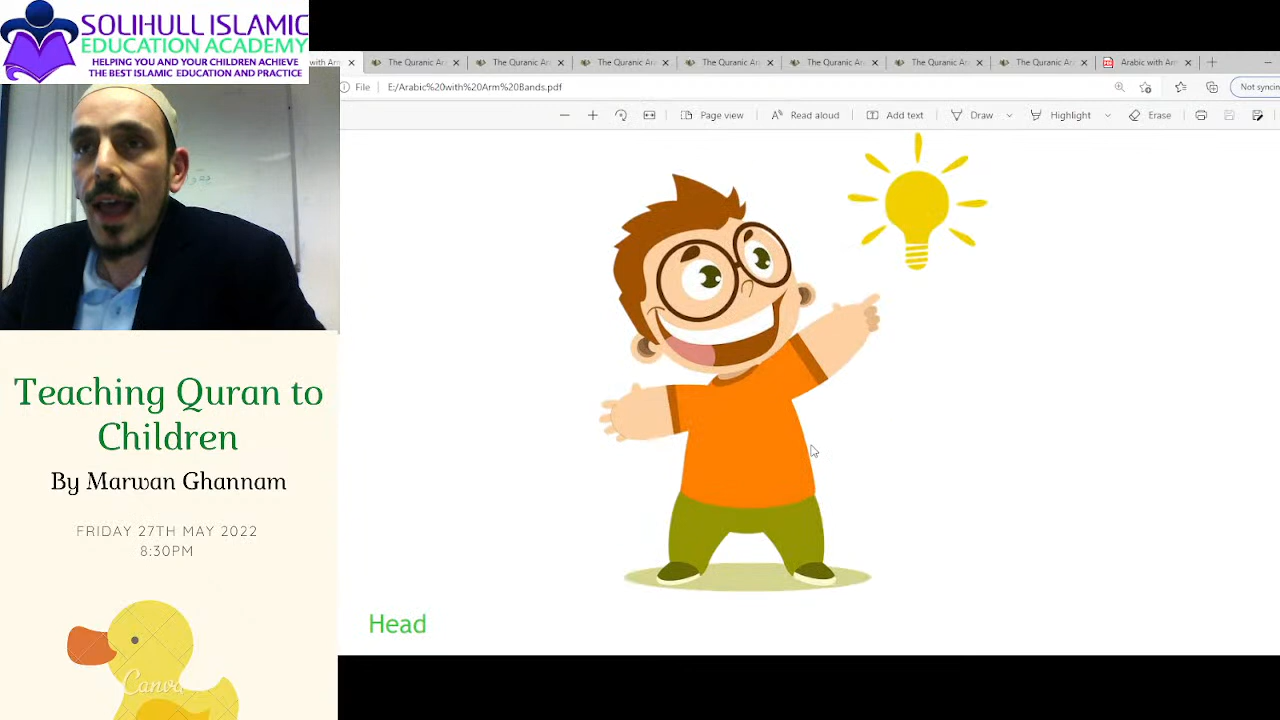 SOLIHULL ISLAMIC
EDUCATION ACADEMY
HELPING YOU AND YOUR CHILDREN ACHIEVE
THE BEST ISLAMIC EDUCATION AND PRACTICE
with Arm
The Quranic Ar
The Quranic Ar
The Quranic Ar
The Quranic Ar
The Quranic Ar
The Quranic Ar
The Quranic Ar
Arabic with Arm
File
E:/Arabic%20with%20Arm%20Bands.pdf
Not syncin
Page view
Read aloud
Add text
Draw
Highlight
Erase
Teaching Quran to
Children
By Marwan Ghannam
FRIDAY 27TH MAY 2022
8:30PM
Head
Canva